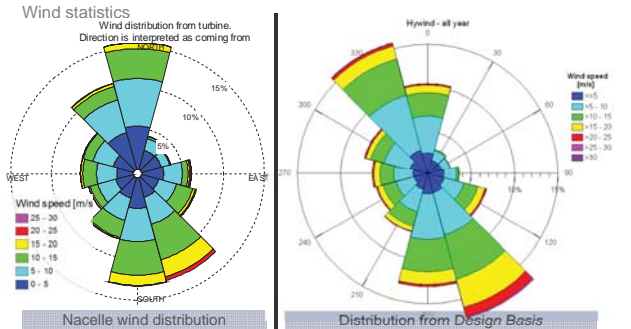 Wind statistics
Wind distribution from turbine.
Direction is interpreted as coming from
NORTH
15%
10%
5%
WEST
EAST
Wind speed [m/s
25 - 30
20 - 25
15 - 20
10 - 15
5 - 10
0 - 5
SOUTH
Nacelle wind distribution
Hywind - all year
0
330
30
300
60
270
90
10%
15%
240
120
210
Wind speed
[m/s]
<=5
>5 - 10
>10 - 15
>15 - 20
>20 - 25
>25 - 30
>30
Distribution from Design Basis